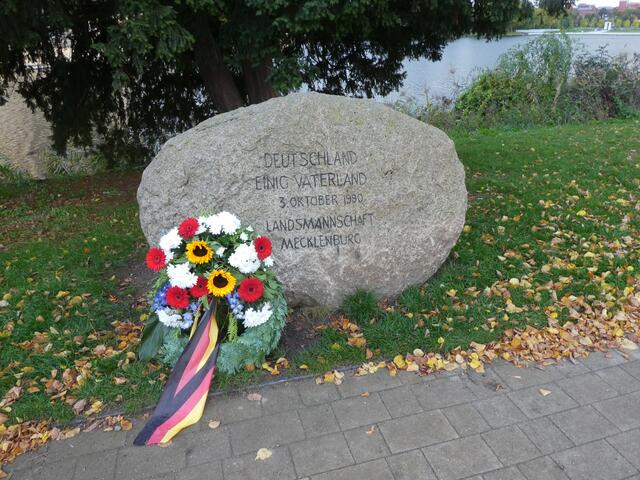 DEUTSCHLAND
EINIG VATERLAND
3. OKTOBER 1990
LANDSMANNSCHAFT
MECKLENBURG